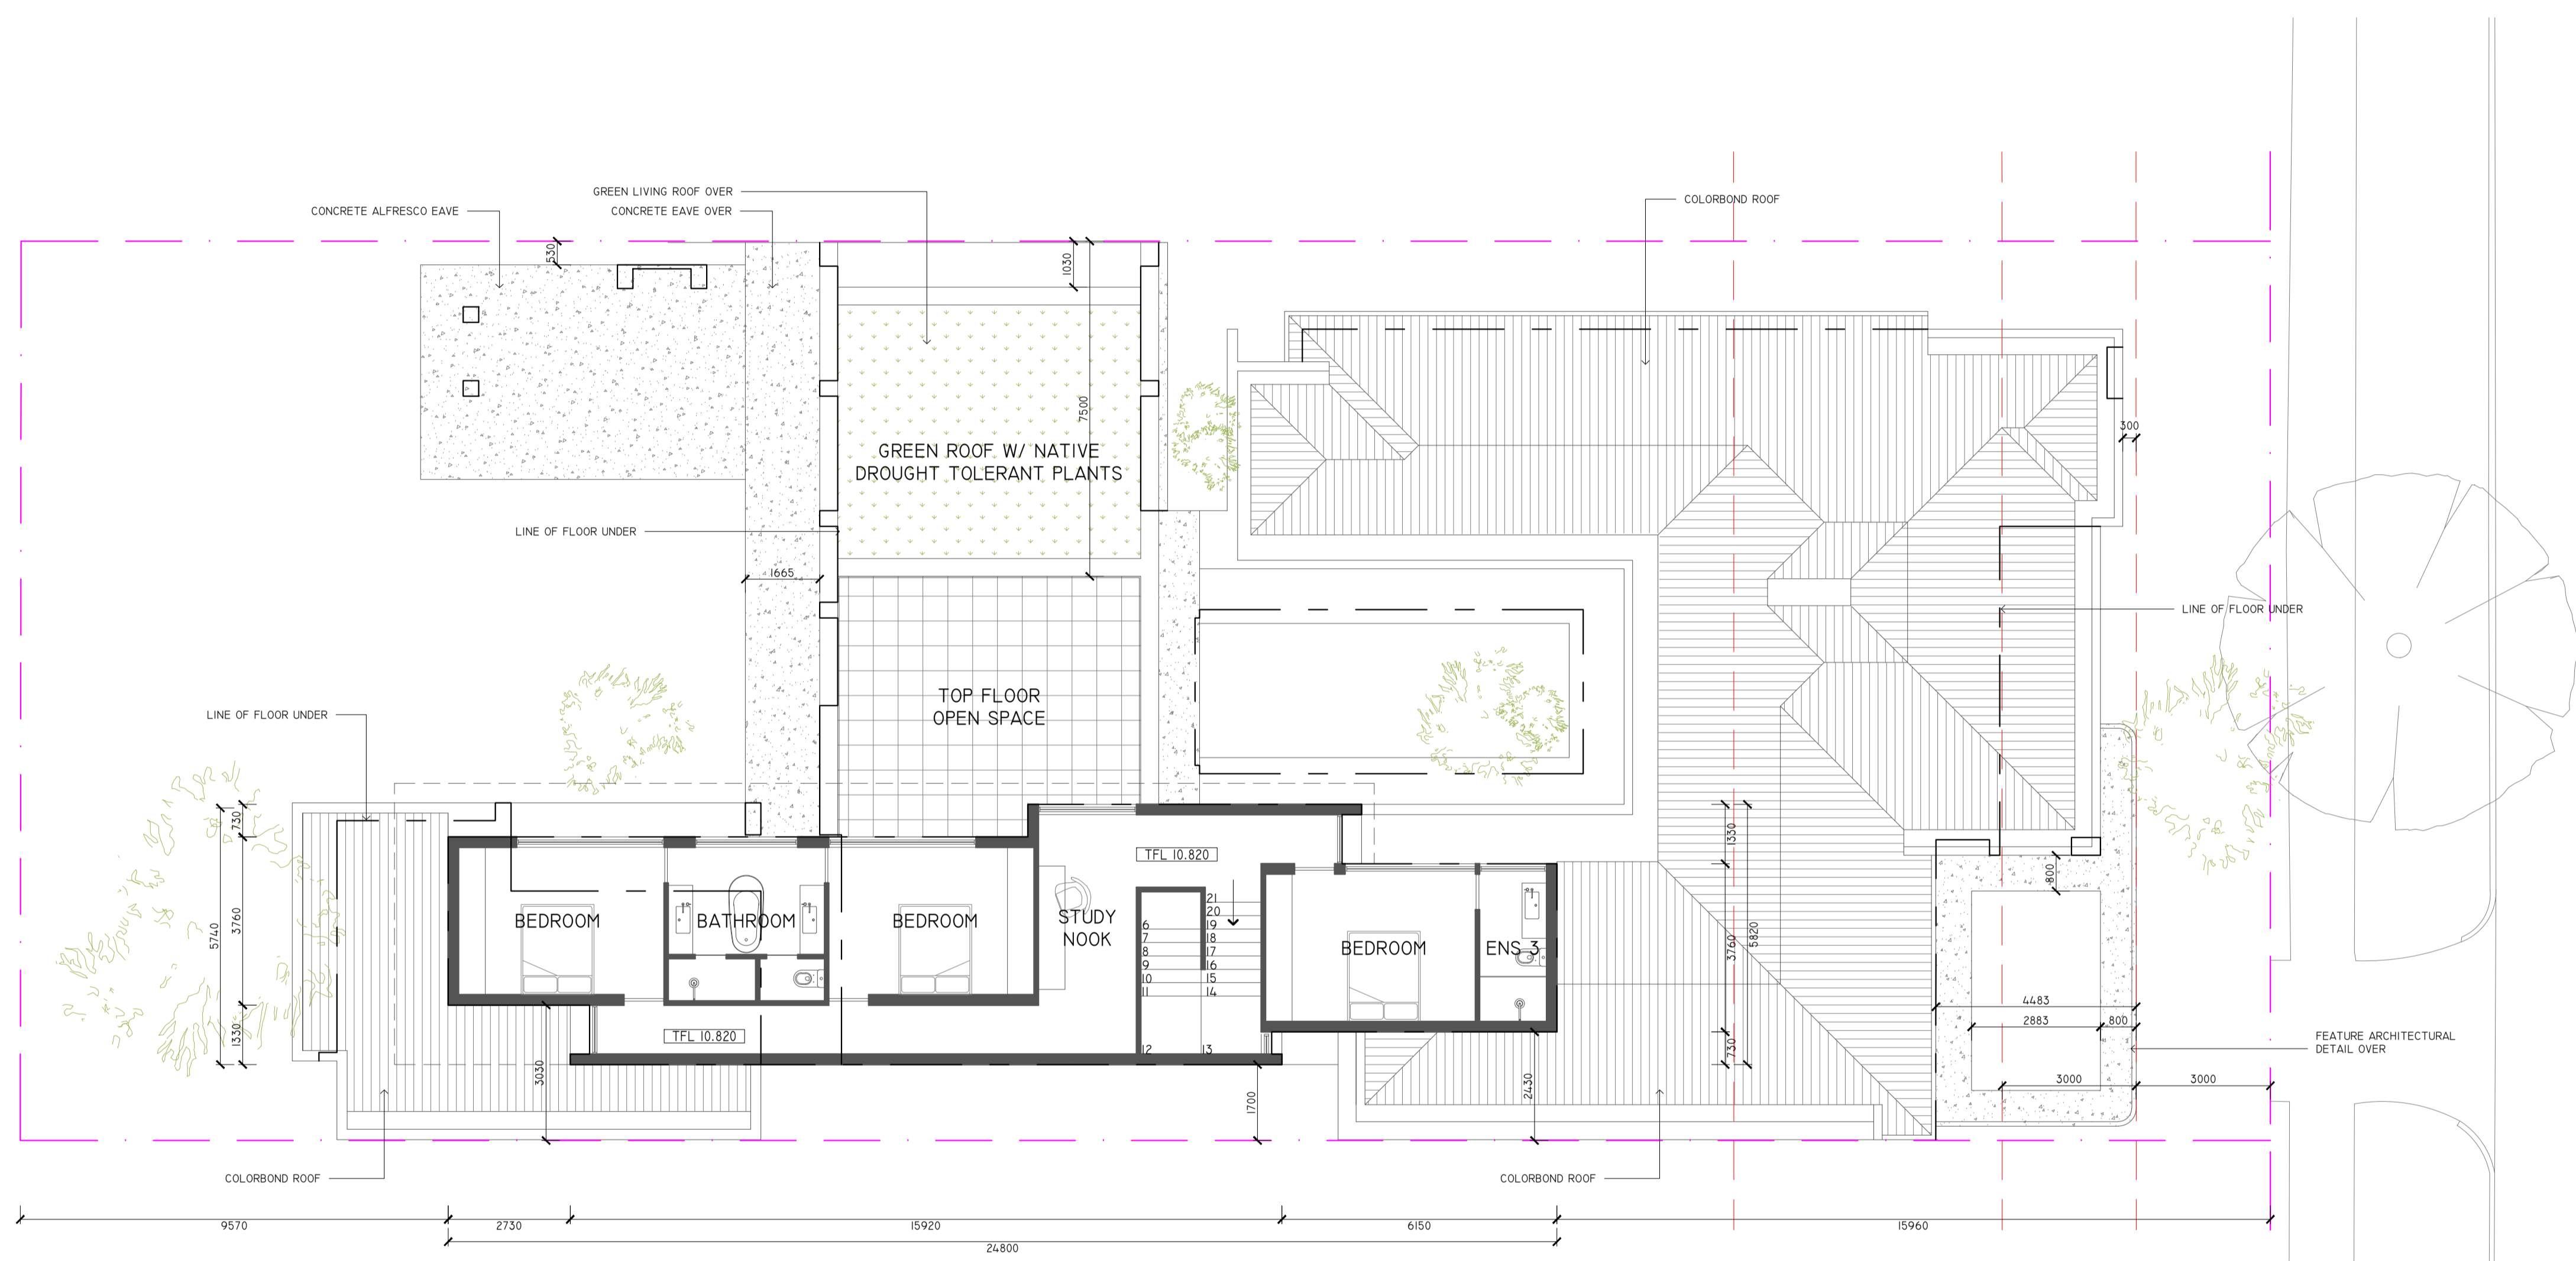 GREEN LIVING ROOF OVER
CONCRETE ALFRESCO EAVE
CONCRETE EAVE OVER
COLORBOND ROOF
530
1030
7500
300
GREEN ROOF W/ NATIVE
DROUGHT TOLERANT PLANTS
LINE OF FLOOR UNDER
1665
LINE OF FLOOR UNDER
TOP FLOOR
OPEN SPACE
LINE OF FLOOR UNDER
730
3760
5740
1330
TFL 10.820
1330
3760
5820
730
800
BEDROOM
BATHROOM
BEDROOM
STUDY
NOOK
BEDROOM
ENS 3
21
20
6
19
7
18
8
17
9
16
10
15
11
14
12
13
TFL 10.820
4483
2883
800
FEATURE ARCHITECTURAL
DETAIL OVER
3030
1700
2430
3000
3000
COLORBOND ROOF
COLORBOND ROOF
9570
2730
15920
6150
15960
24800